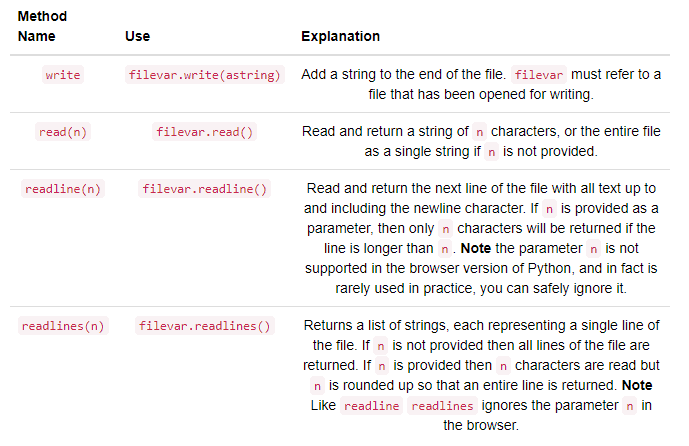 Method
Name Use Explanation
write filevar.write(astring) Add a string to the end of the file. filevar must refer to a
file that has been opened for writing.
read(n) filevar.read() Read and return a string of n characters, or the entire file
as a single string if n is not provided.
readline(n) filevar.readline() Read and return the next line of the file with all text up to
and including the newline character. If n is provided as a
parameter, then only n characters will be returned if the
line is longer than n . Note the parameter n is not
supported in the browser version of Python, and in fact is
rarely used in practice, you can safely ignore it.
readlines(n) filevar.readlines() Returns a list of strings, each representing a single line of
the file. If n is not provided then all lines of the file are
returned. If n is provided then n characters are read but
n is rounded up so that an entire line is returned. Note
Like readline readlines ignores the parameter n in
the browser.